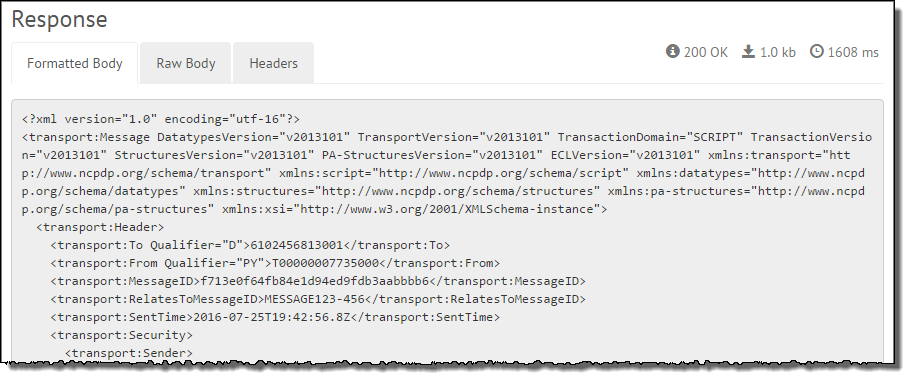 Response
Formatted Body Raw Body Headers 200 OK 1.0 kb 1608 ms
<?xml version="1.0" encoding="utf-16"?>
<transport:Message DatatypesVersion="v2013101" TransportVersion="v2013101" TransactionDomain="SCRIPT" TransactionVersio
n="v2013101" StructuresVersion="v2013101" PA-StructuresVersion="v2013101" ECLVersion="v2013101" xmlns:transport="htt
p://www.ncpdp.org/schema/transport" xmlns:script="http://www.ncpdp.org/schema/script" xmlns:datatypes="http://www.ncpd
p.org/schema/datatypes" xmlns:structures="http://www.ncpdp.org/schema/structures" xmlns:pa-structures="http://www.ncpd
p.org/schema/pa-structures" xmlns:xsi="http://www.w3.org/2001/XMLSchema-instance">
<transport:Header>
<transport:To Qualifier="D">6102456813001</transport:To>
<transport:From Qualifier="PY">T00000007735000</transport:From>
<transport:MessageID>f713e0f64fb84e1d94ed9fdb3aabbbb6</transport:MessageID>
<transport:RelatesToMessageID>MESSAGE123-456</transport:RelatesToMessageID>
<transport:SentTime>2016-07-25T19:42:56.8Z</transport:SentTime>
<transport:Security>
<transport:Sender>